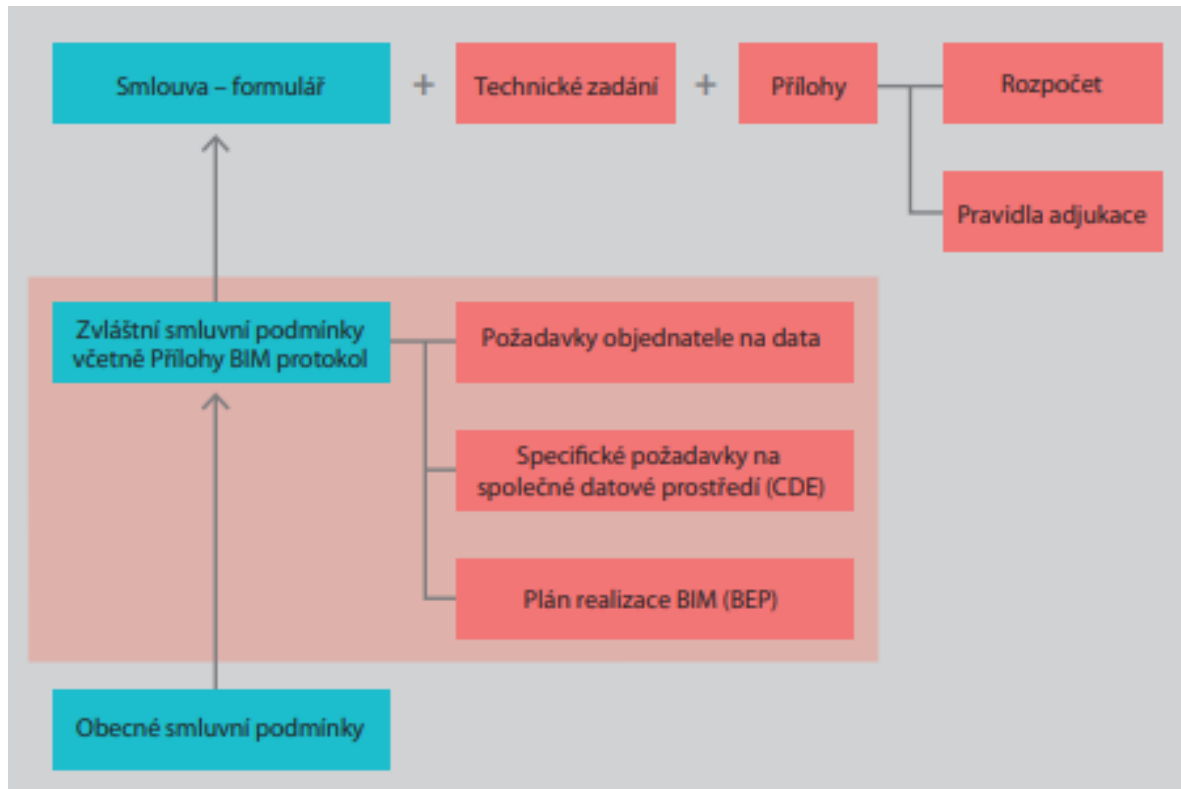 Smlouva – formulář
+
Technické zadání
+
Přílohy
Rozpočet
Pravidla adjukace
Zvláštní smluvní podmínky
včetně Přílohy BIM protokol
Požadavky objednatele na data
Specifické požadavky na
společné datové prostředí (CDE)
Plán realizace BIM (BEP)
Obecné smluvní podmínky